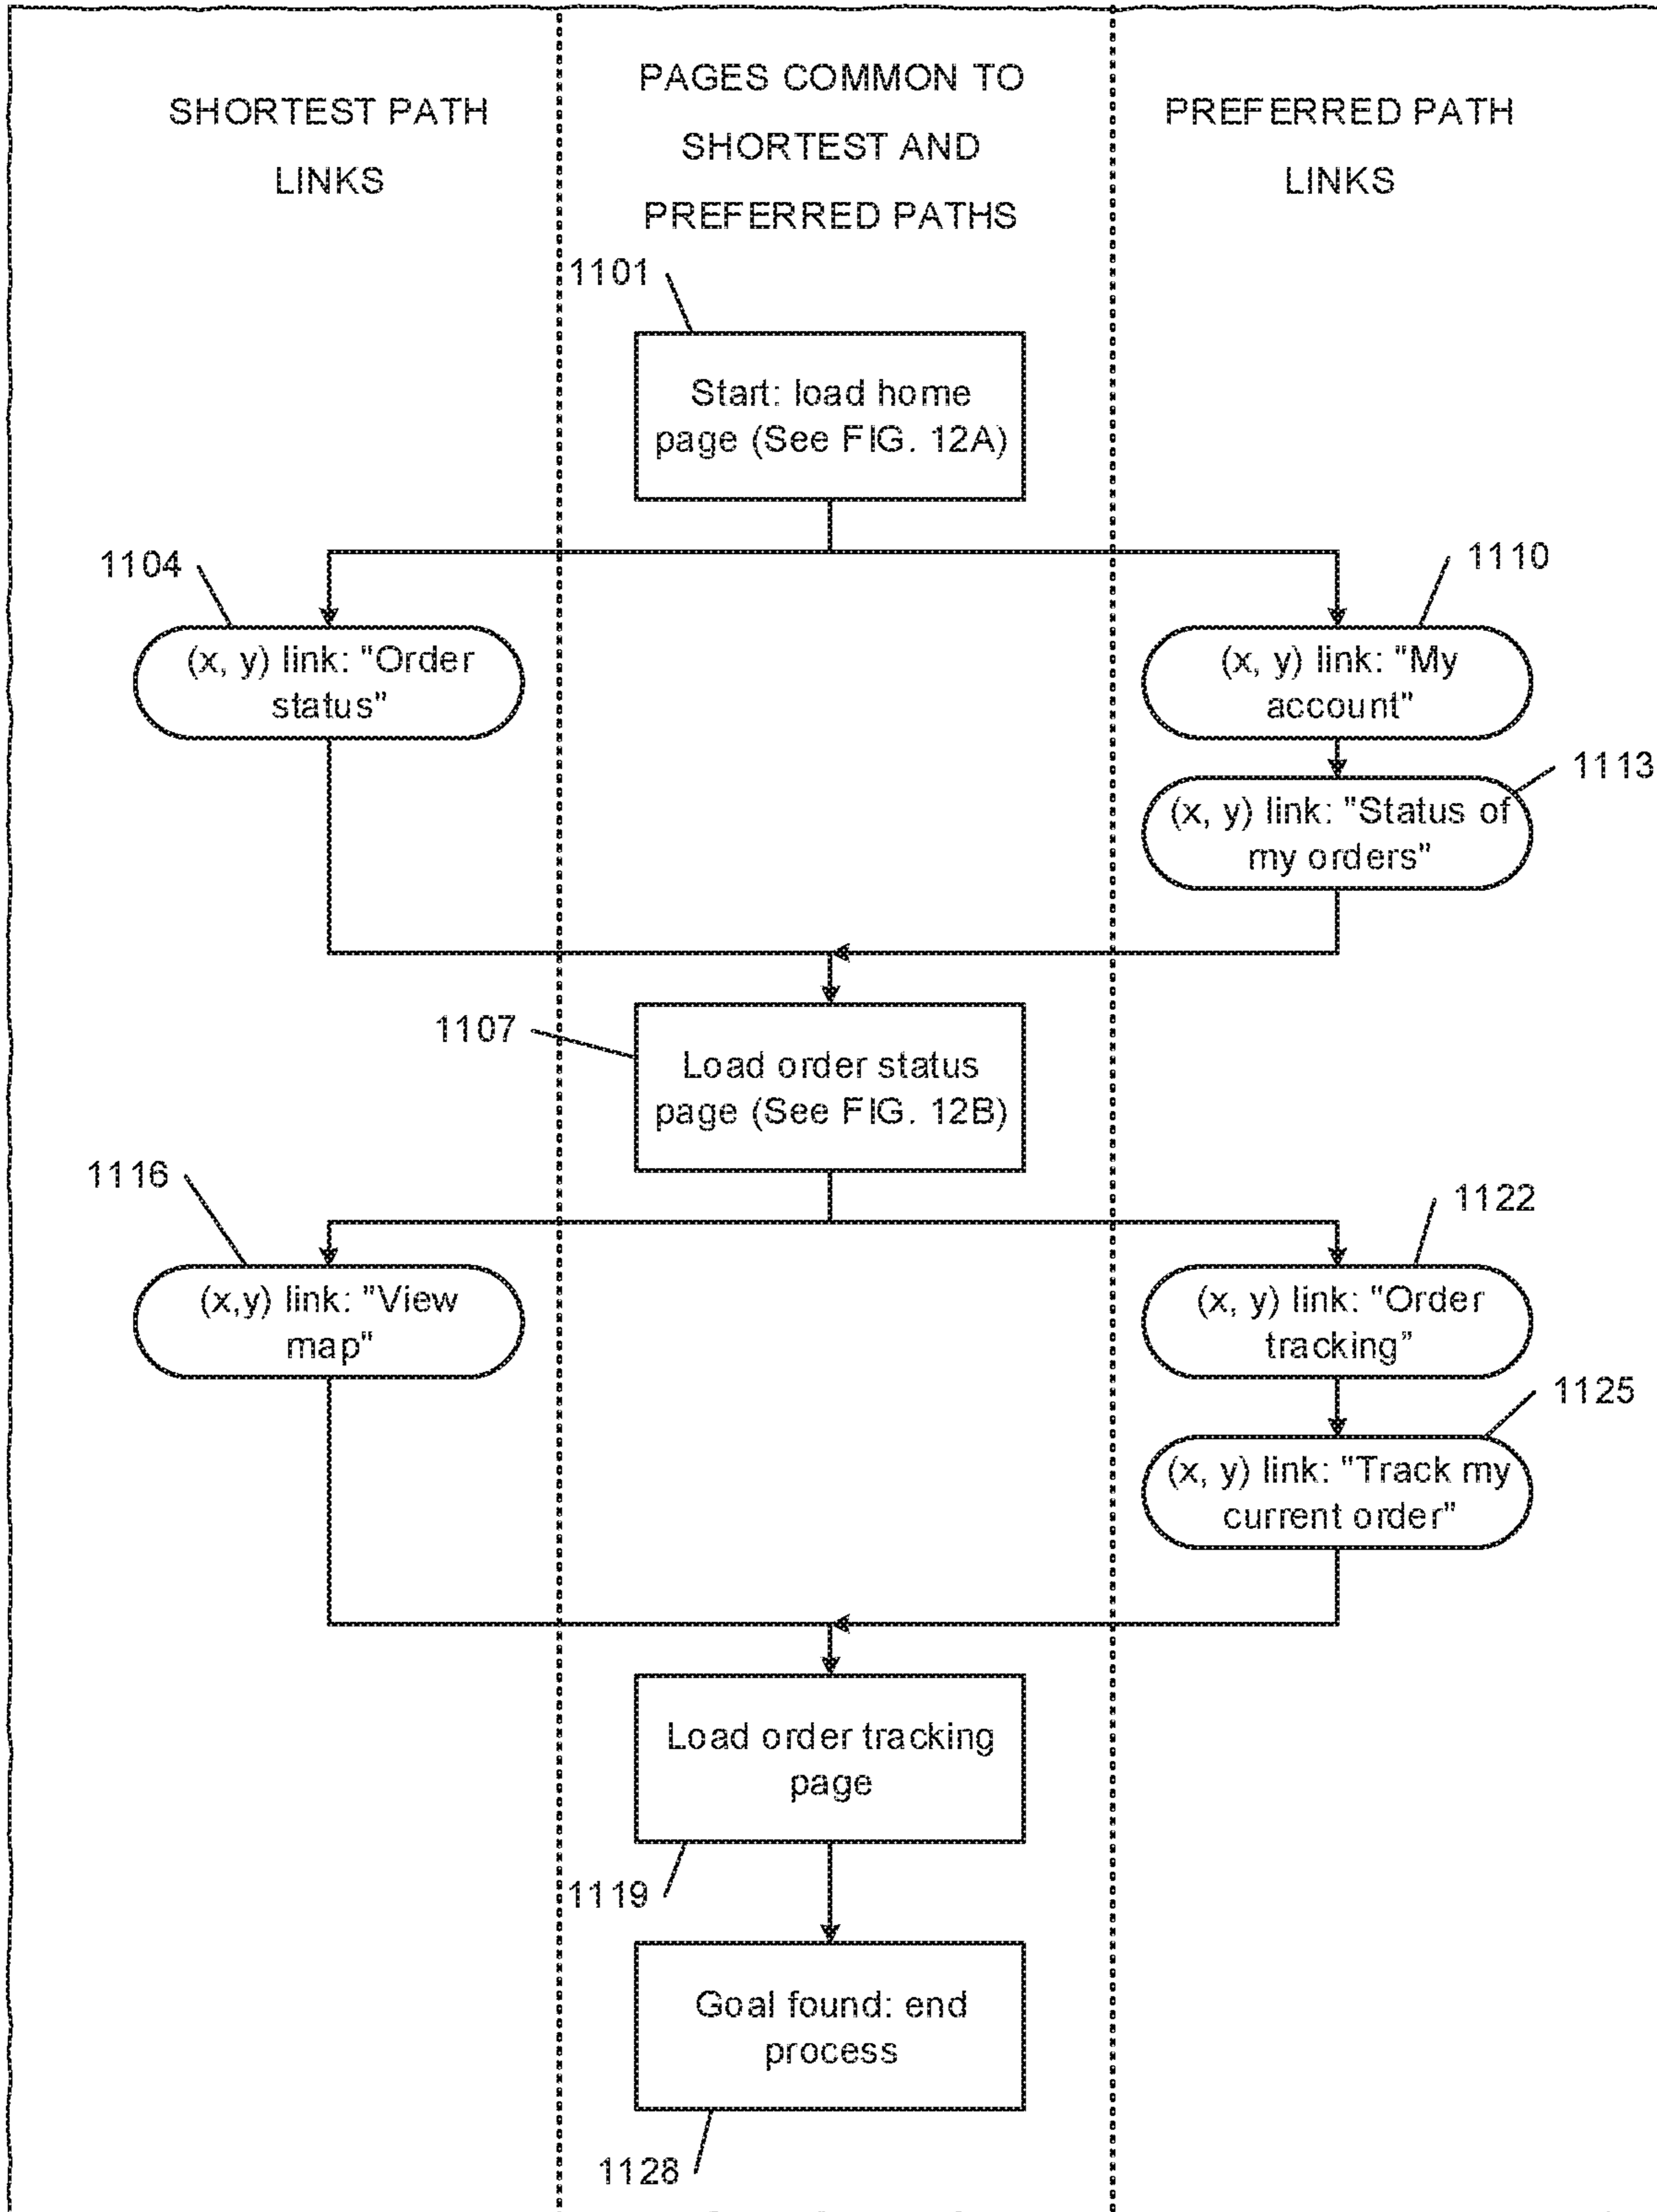 SHORTEST PATH
LINKS
PAGES COMMON TO
SHORTEST AND
PREFERRED PATHS
PREFERRED PATH
LINKS
1101
Start: load home
page (See FIG. 12A)
1104
(x, y) link: "Order
status"
1110
(x, y) link: "My
account"
1113
(x, y) link: "Status of
my orders"
1107
Load order status
page (See FIG. 12B)
1116
(x,y) link: "View
map"
1122
(x, y) link: "Order
tracking"
1125
(x, y) link: "Track my
current order"
Load order tracking
page
1119
Goal found: end
process
1128